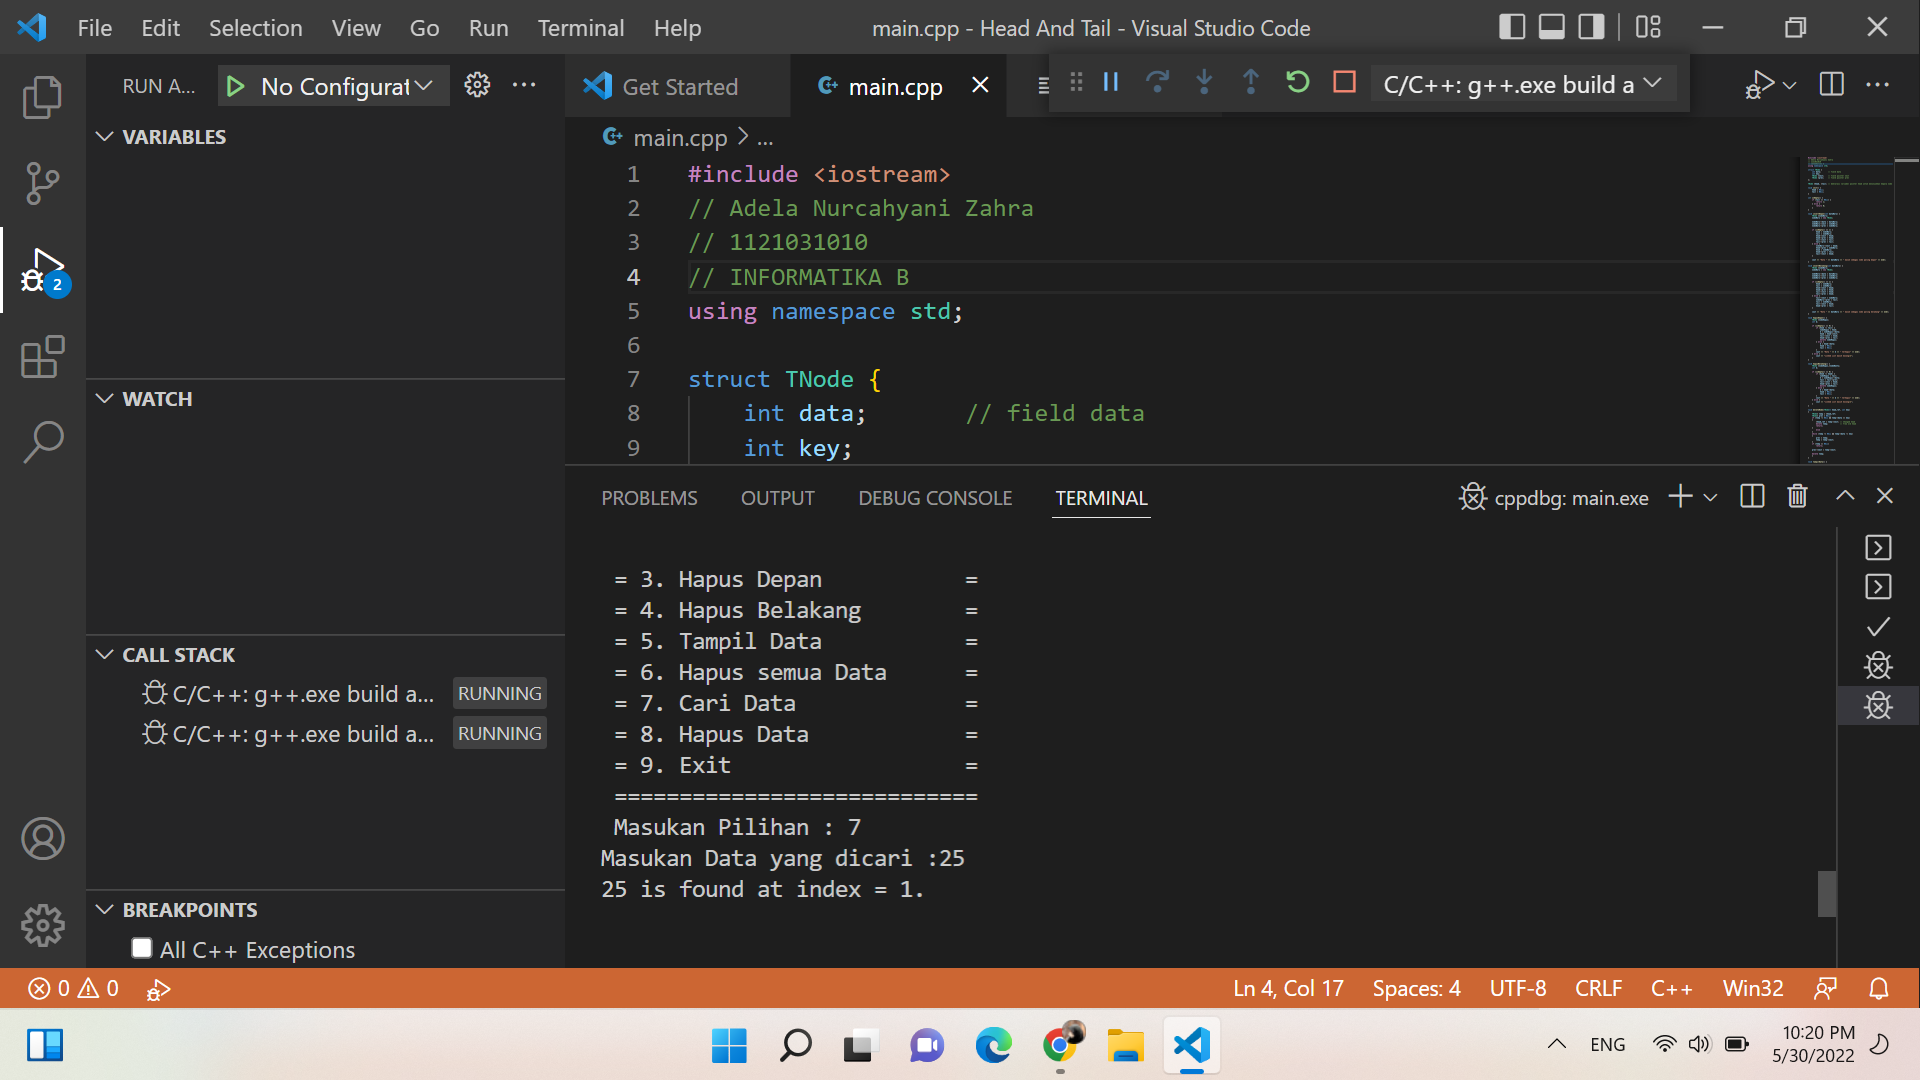 File Edit Selection View Go Run Terminal Help
main.cpp - Head And Tail - Visual Studio Code
RUN A... No Configurat
Get Started
main.cpp
C/C++: g++.exe build a
main.cpp > ...
VARIABLES
WATCH
CALL STACK
C/C++: g++.exe build a... RUNNING
C/C++: g++.exe build a... RUNNING
BREAKPOINTS
All C++ Exceptions
2
1 #include <iostream>
2 // Adela Nurcahyani Zahra
3 // 1121031010
4 // INFORMATIKA B
5 using namespace std;
6
7 struct TNode {
8 int data; // field data
9 int key;
PROBLEMS OUTPUT DEBUG CONSOLE TERMINAL
cppdbg: main.exe
= 3. Hapus Depan =
= 4. Hapus Belakang =
= 5. Tampil Data =
= 6. Hapus semua Data =
= 7. Cari Data =
= 8. Hapus Data =
= 9. Exit =
============================
Masukan Pilihan : 7
Masukan Data yang dicari :25
25 is found at index = 1.
0 0
Ln 4, Col 17 Spaces: 4 UTF-8 CRLF C++ Win32
ENG
10:20 PM
5/30/2022